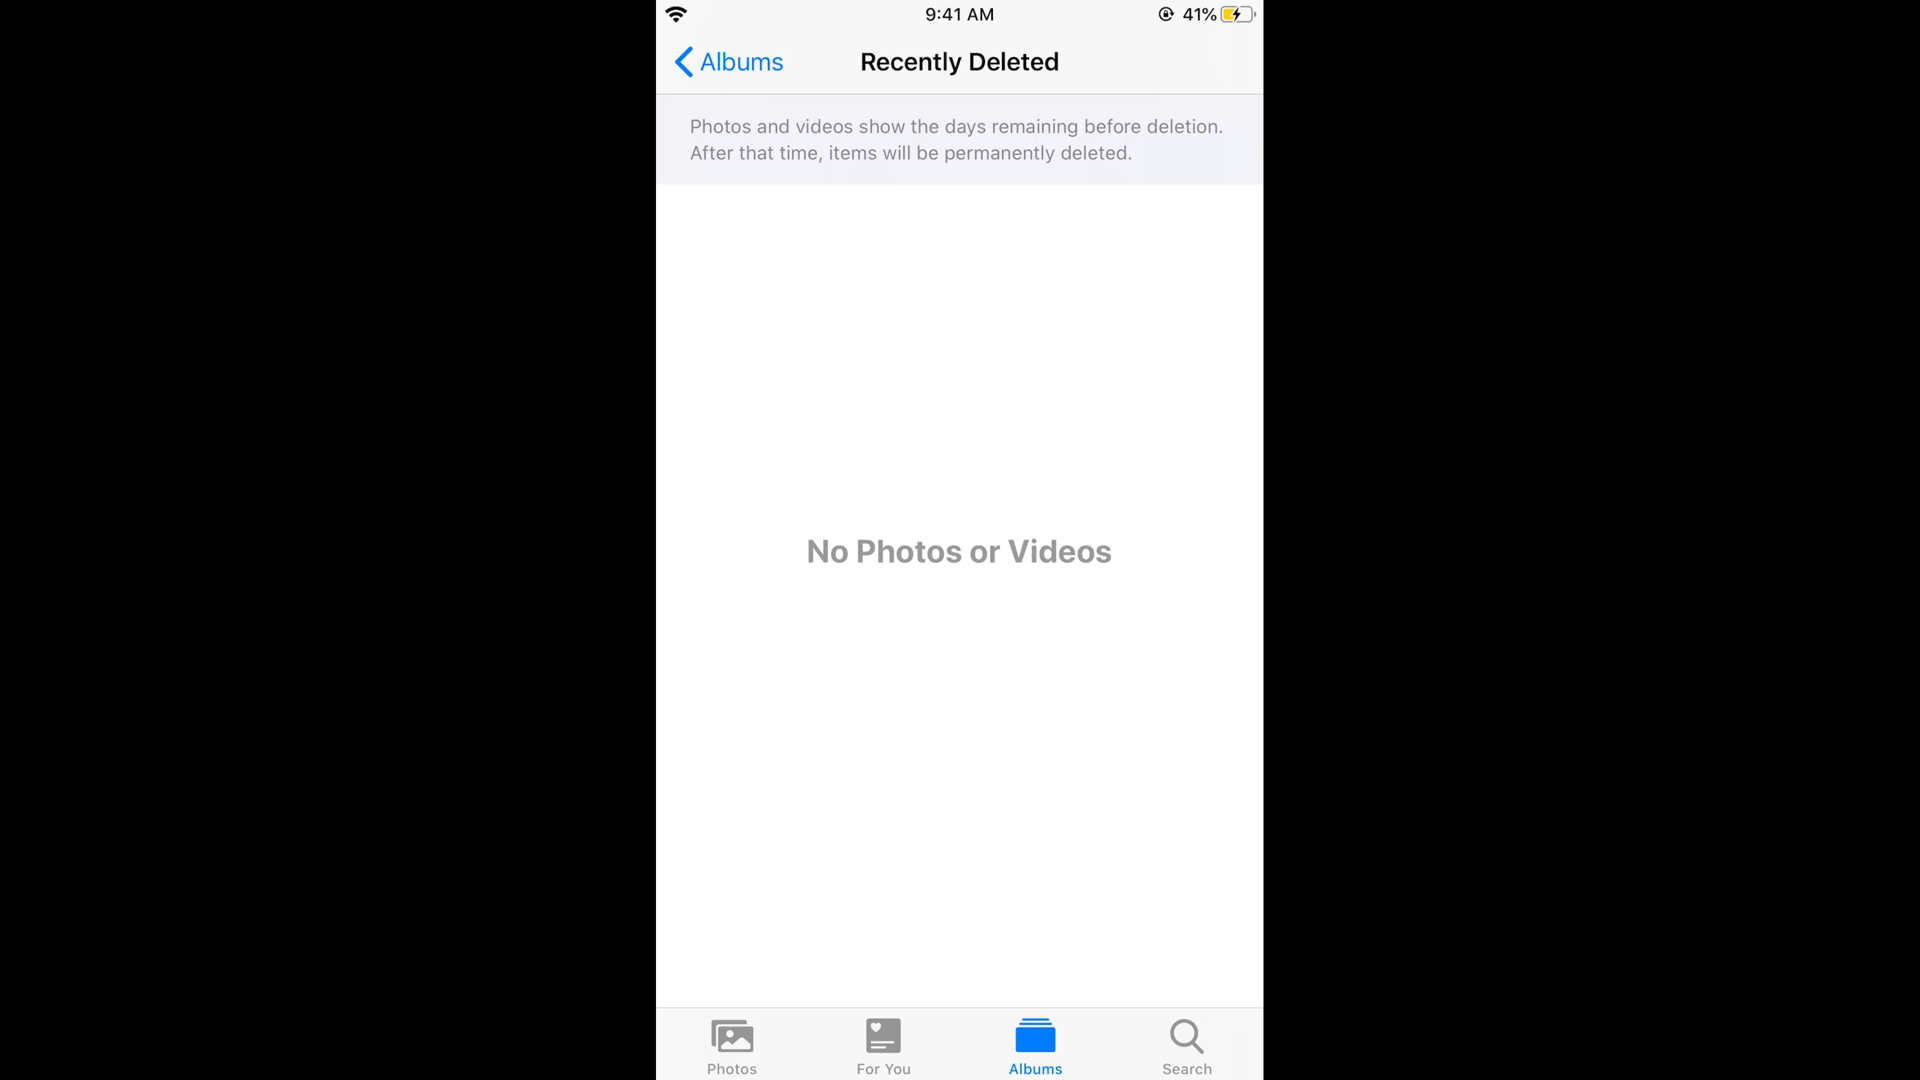 9:41 AM
41%
Albums
Recently Deleted
Photos and videos show the days remaining before deletion.
After that time, items will be permanently deleted.
No Photos or Videos
Photos
For You
Albums
Search